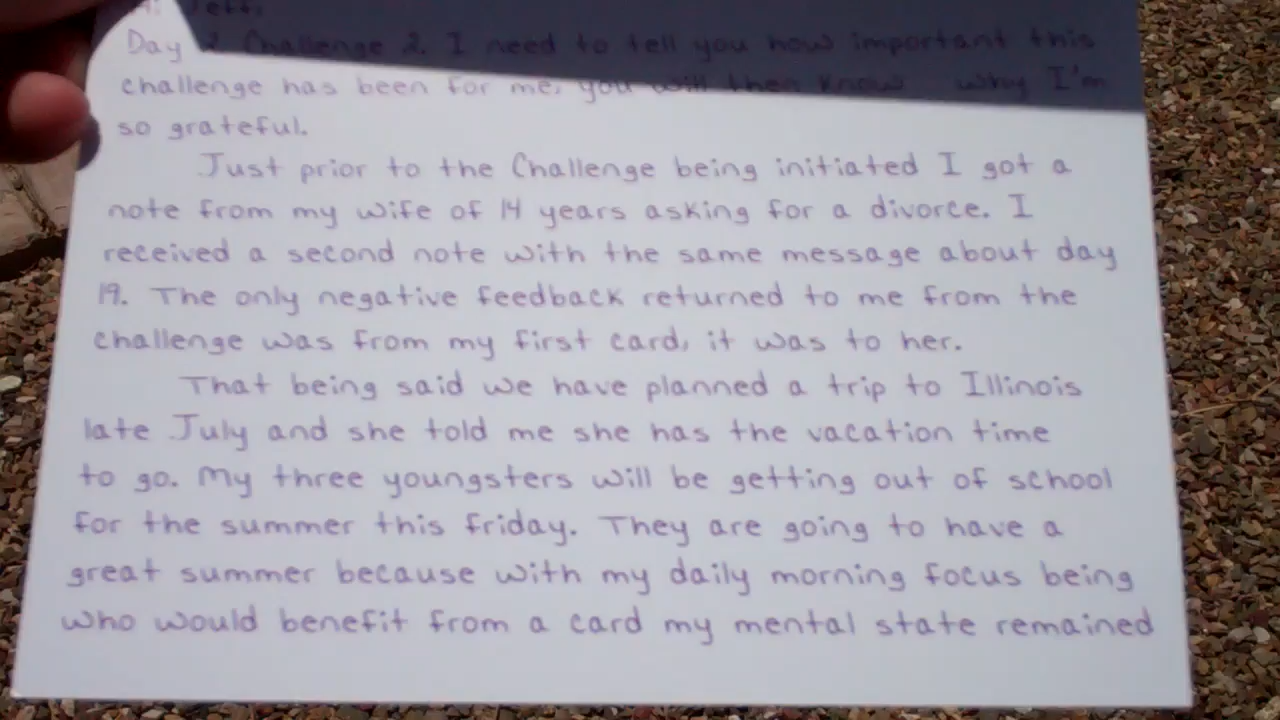 Hi Jeff,
Day 2 Challenge 2. I need to tell you how important this
challenge has been for me, you will then know why I'm
so grateful.
Just prior to the Challenge being initiated I got a
note from my wife of 14 years asking for a divorce. I
received a second note with the same message about day
19. The only negative feedback returned to me from the
challenge was from my first card, it was to her.
That being said we have planned a trip to Illinois
late July and she told me she has the vacation time
to go. My three youngsters will be getting out of school
for the summer this friday. They are going to have a
great summer because with my daily morning focus being
who would benefit from a card my mental state remained